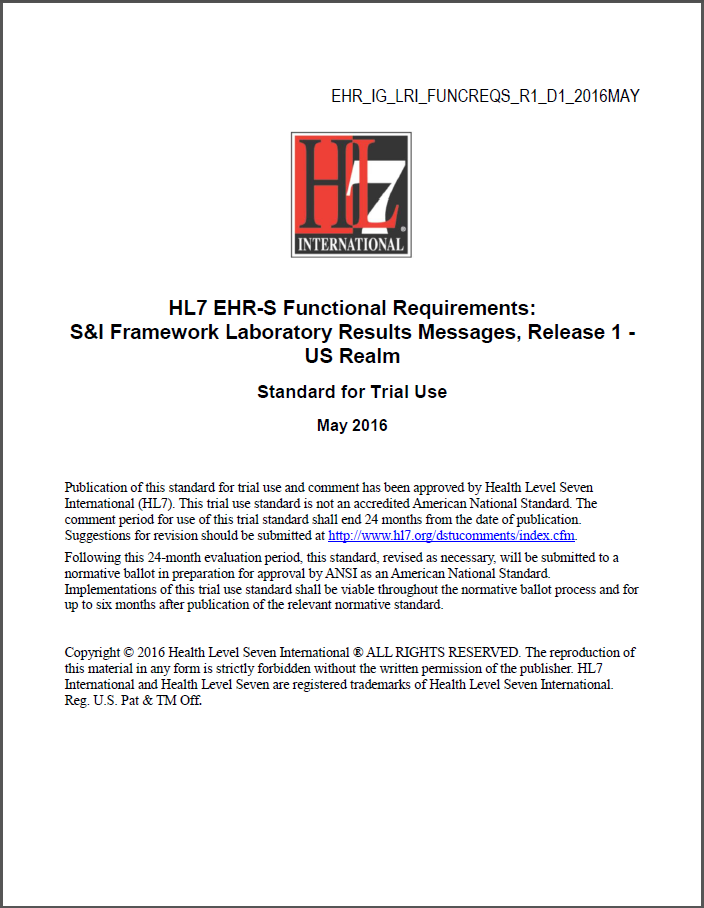 EHR_IG_LRI_FUNCREQS_R1_D1_2016MAY
HL7
®
INTERNATIONAL
HL7 EHR-S Functional Requirements:
S&I Framework Laboratory Results Messages, Release 1 -
US Realm
Standard for Trial Use
May 2016
Publication of this standard for trial use and comment has been approved by Health Level Seven
International (HL7). This trial use standard is not an accredited American National Standard. The
comment period for use of this trial standard shall end 24 months from the date of publication.
Suggestions for revision should be submitted at http://www.hl7.org/dstucomments/index.cfm.
Following this 24-month evaluation period, this standard, revised as necessary, will be submitted to a
normative ballot in preparation for approval by ANSI as an American National Standard.
Implementations of this trial use standard shall be viable throughout the normative ballot process and for
up to six months after publication of the relevant normative standard.
Copyright © 2016 Health Level Seven International ® ALL RIGHTS RESERVED. The reproduction of
this material in any form is strictly forbidden without the written permission of the publisher. HL7
International and Health Level Seven are registered trademarks of Health Level Seven International.
Reg. U.S. Pat & TM Off.